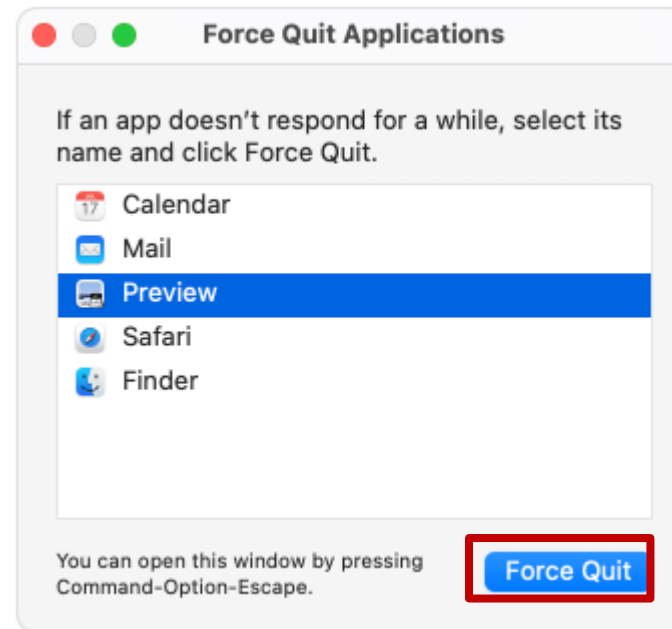 Force Quit Applications
If an app doesn’t respond for a while, select its
name and click Force Quit.
17
Calendar
Mail
Preview
Safari
Finder
You can open this window by pressing
Command-Option-Escape.
Force Quit